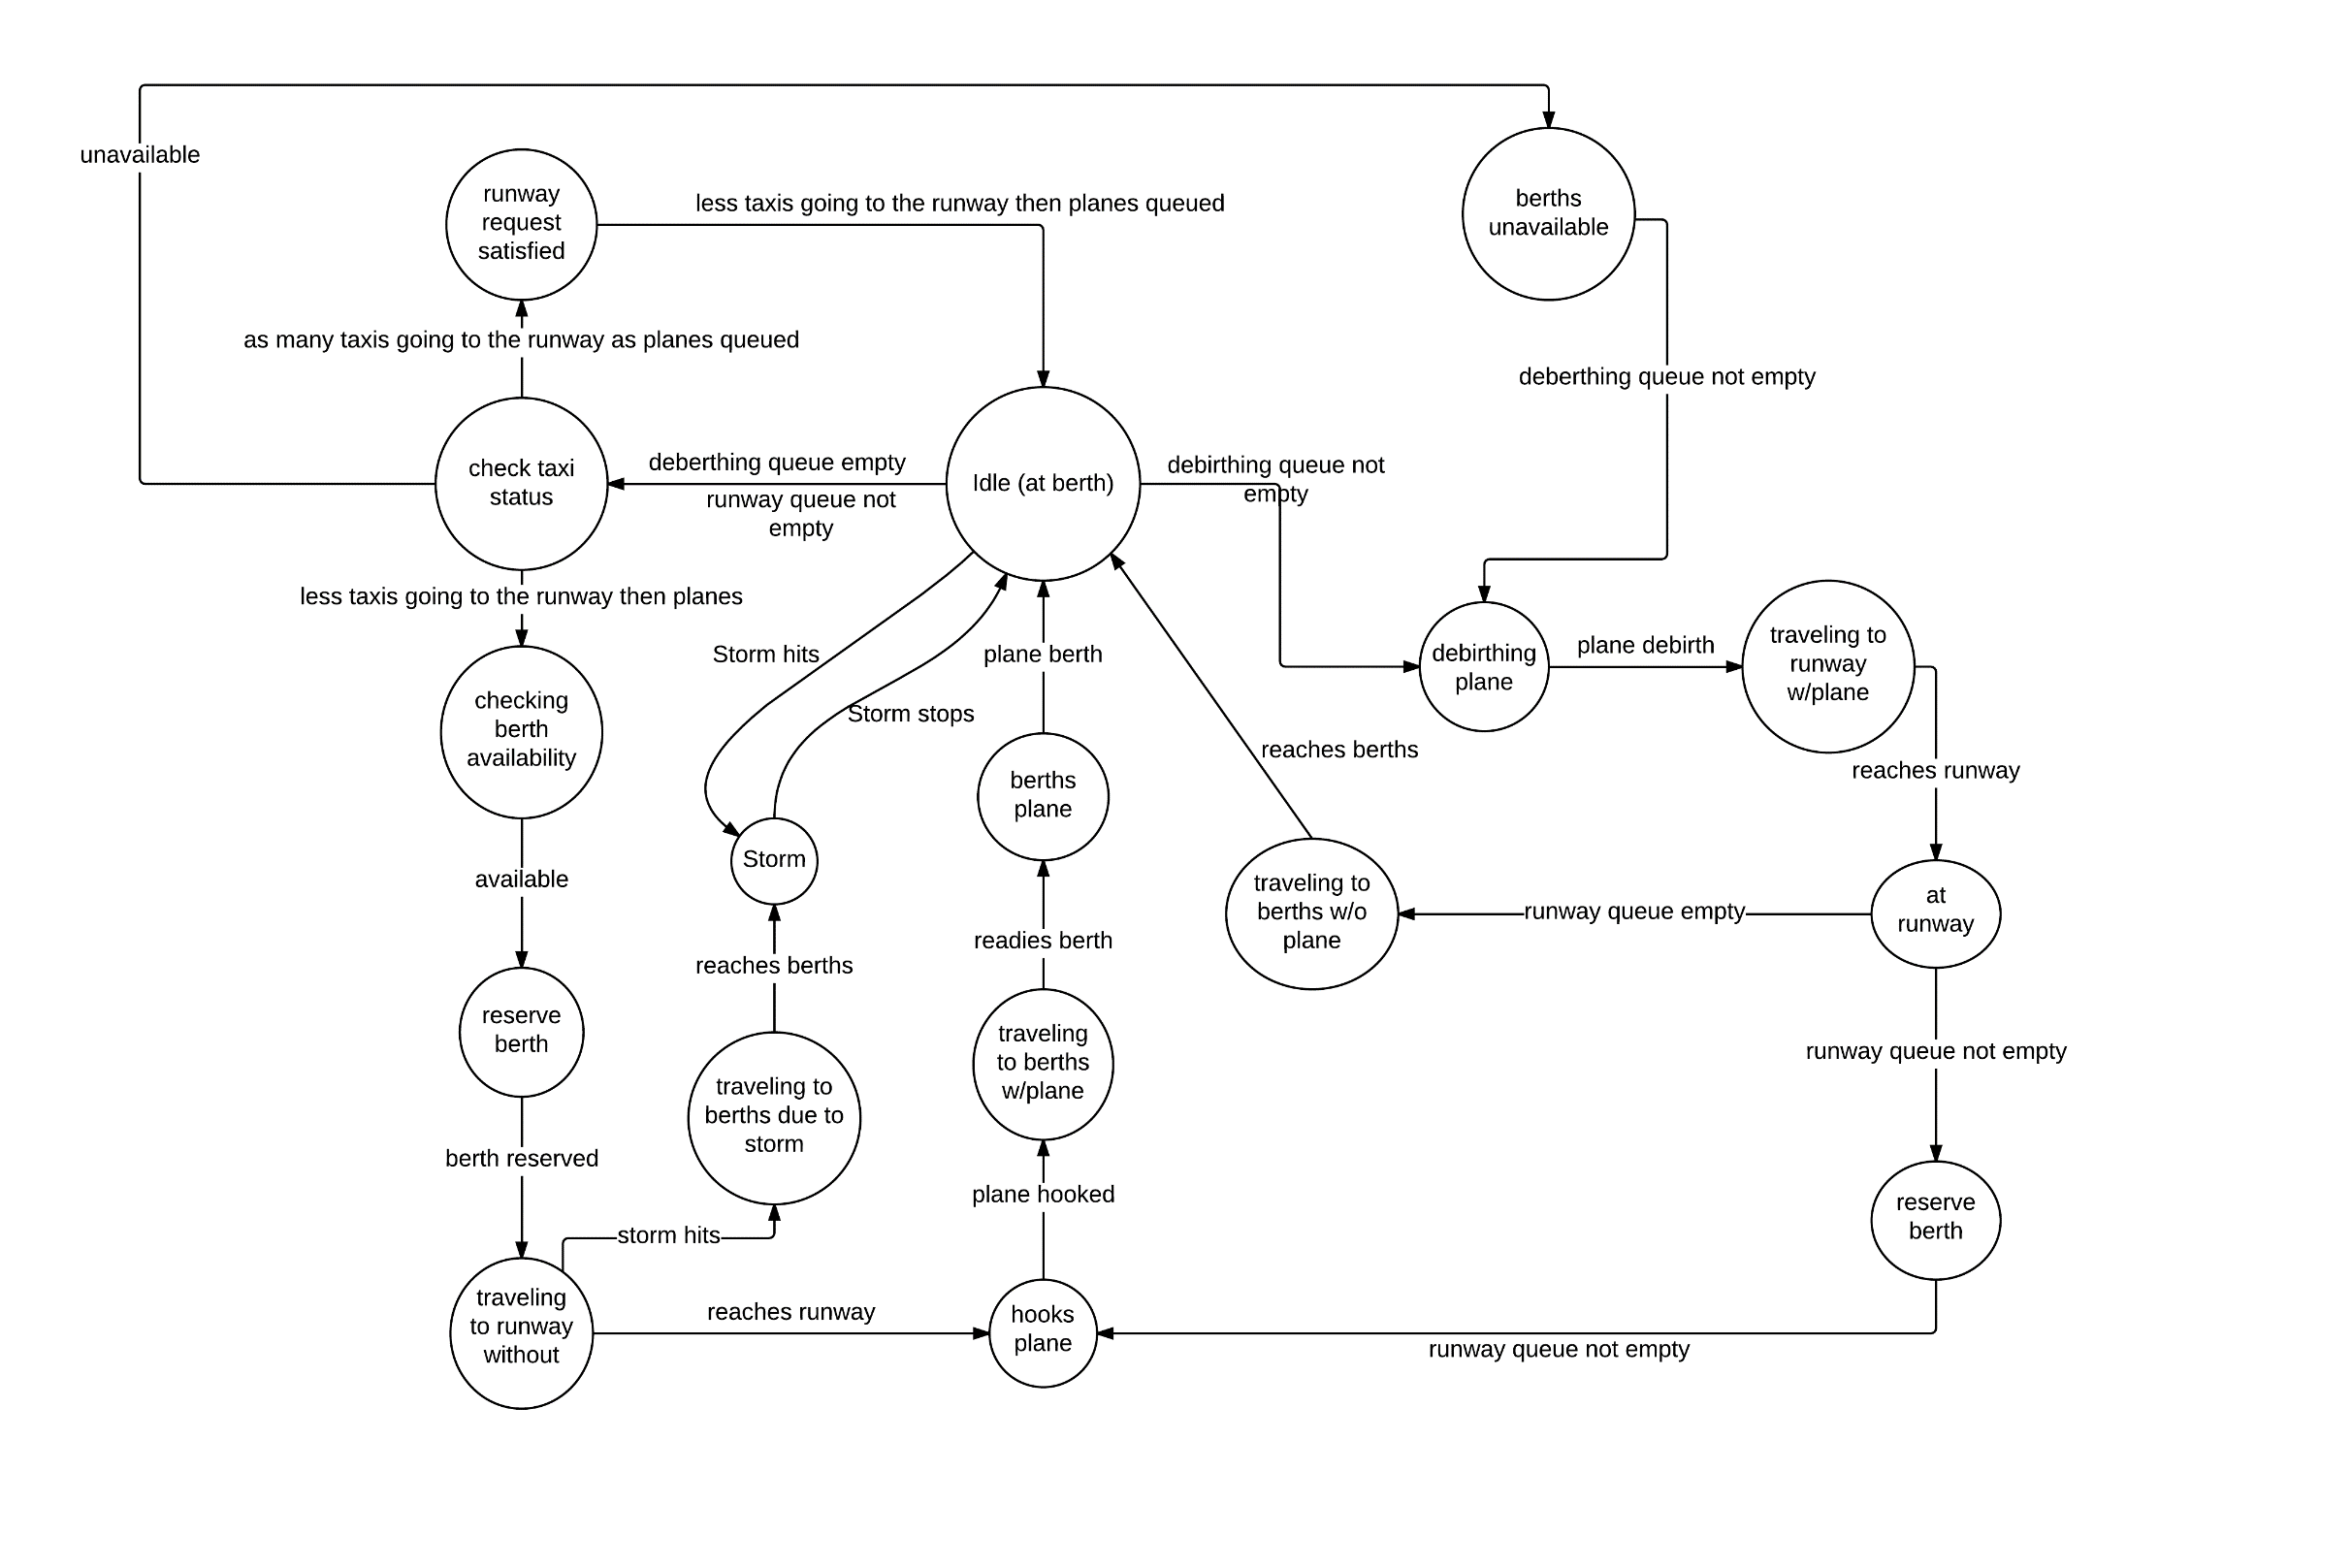 unavailable
runway
request
satisfied
less taxis going to the runway then planes queued
berths
unavailable
as many taxis going to the runway as planes queued
deberthing queue not empty
check taxi
status
deberthing queue empty
runway queue not
empty
Idle (at berth)
debirthing queue not
empty
less taxis going to the runway then planes
Storm hits
Storm stops
plane berth
debirthing
plane
plane debirth
traveling to
runway
w/plane
checking
berth
availability
reaches berths
reaches runway
berths
plane
Storm
available
traveling to
berths w/o
plane
runway queue empty
at
runway
readies berth
reaches berths
reserve
berth
traveling
to berths
w/plane
runway queue not empty
traveling to
berths due to
storm
berth reserved
plane hooked
reserve
berth
storm hits
traveling
to runway
without
reaches runway
hooks
plane
runway queue not empty